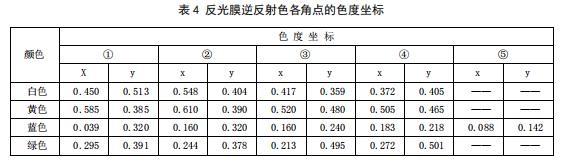 表 4 反光膜逆反射色各角点的色度坐标
颜色 色 度 坐 标
① ② ③ ④ ⑤
X y x y x y x y x y
白色 0.450 0.513 0.548 0.404 0.417 0.359 0.372 0.405 —— ——
黄色 0.585 0.385 0.610 0.390 0.520 0.480 0.505 0.465 —— ——
蓝色 0.039 0.320 0.160 0.320 0.160 0.240 0.183 0.218 0.088 0.142
绿色 0.295 0.391 0.244 0.378 0.213 0.495 0.272 0.501 —— ——